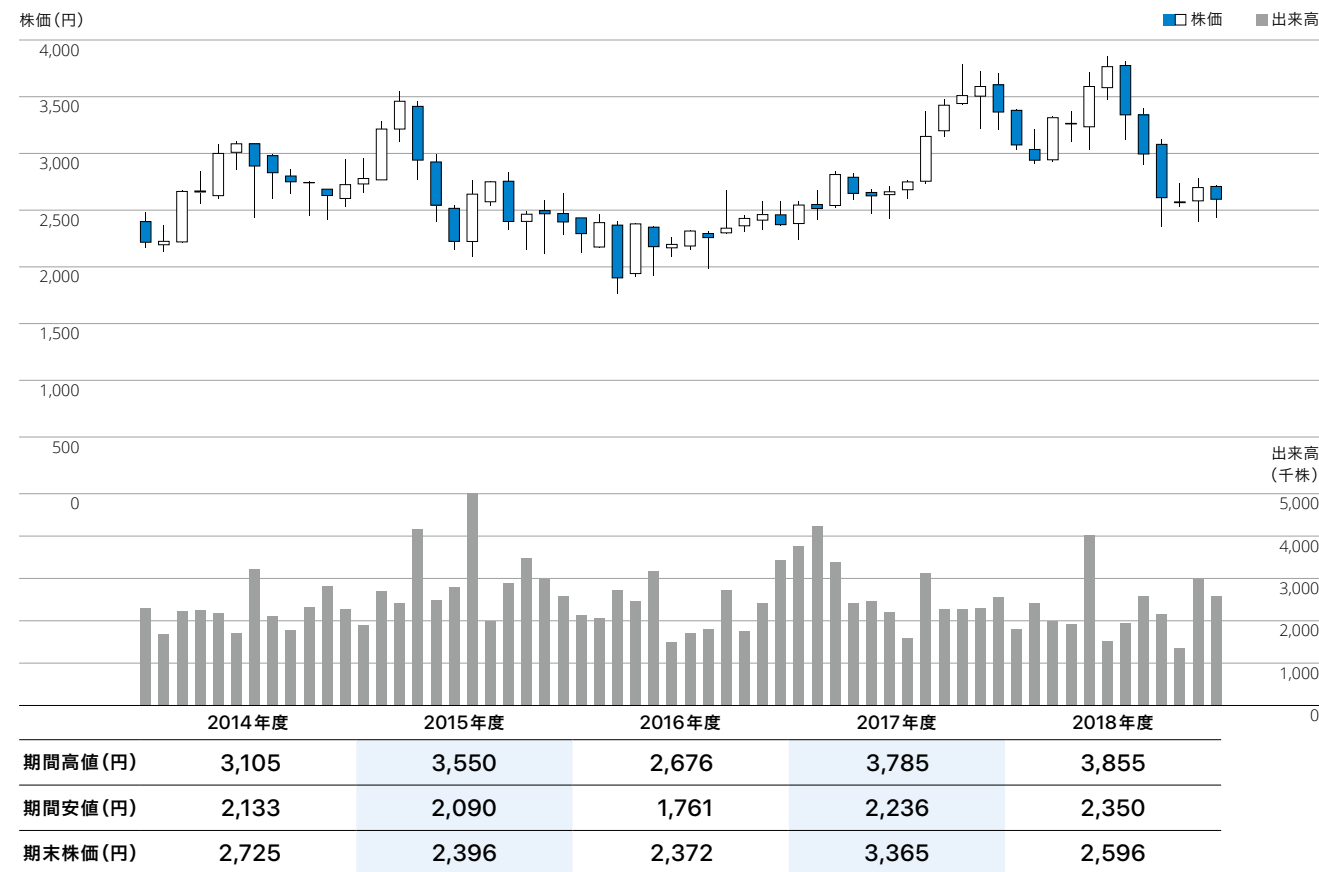 株価（円）
株価 出来高
4,000
3,500
3,000
2,500
2,000
1,500
1,000
500
0
出来高
（千株）
5,000
4,000
3,000
2,000
1,000
0
2014年度 2015年度 2016年度 2017年度 2018年度
期間高値（円） 3,105 3,550 2,676 3,785 3,855
期間安値（円） 2,133 2,090 1,761 2,236 2,350
期末株価（円） 2,725 2,396 2,372 3,365 2,596